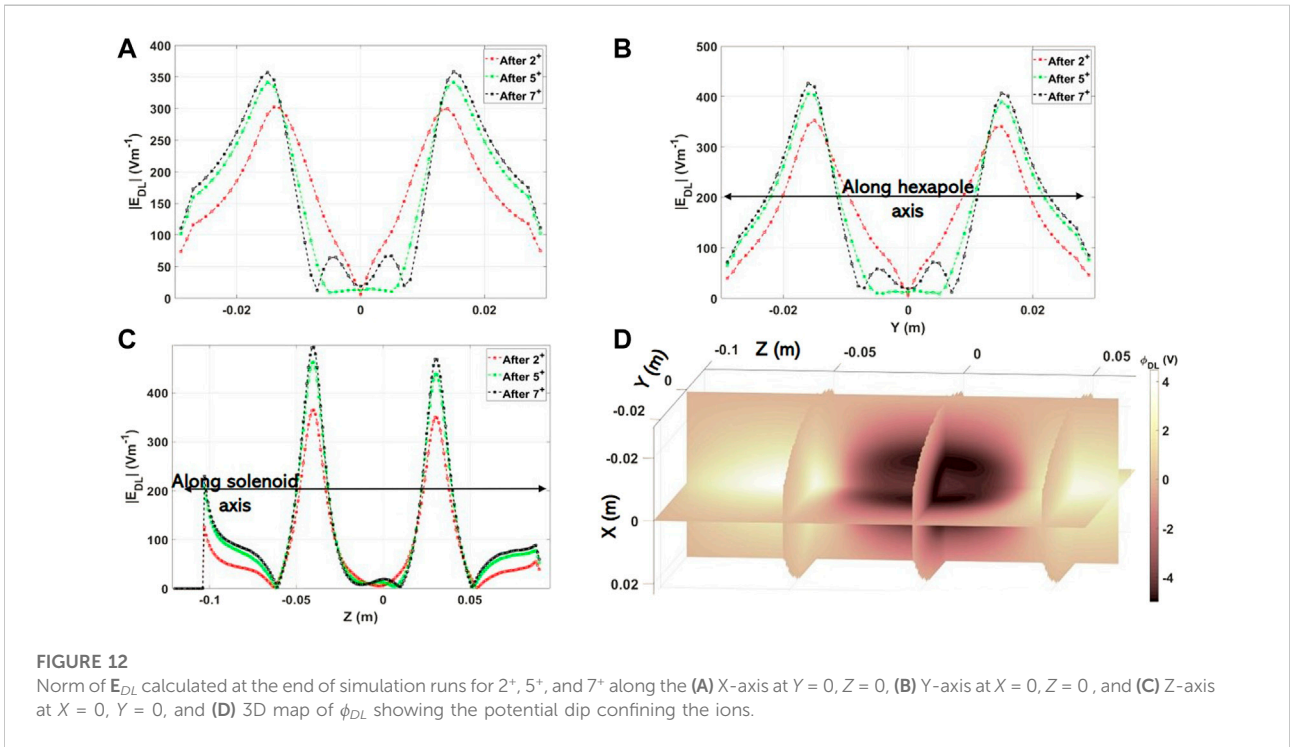 A
400
350
300
250
200
150
100
50
0
|E_DL| (Vm⁻¹)
After 2⁺
After 5⁺
After 7⁺
-0.02
0
0.02
B
500
400
300
200
100
0
|E_DL| (Vm⁻¹)
After 2⁺
After 5⁺
After 7⁺
Along hexapole
axis
-0.02
0
0.02
Y (m)
C
400
300
200
100
0
|E_DL| (Vm⁻¹)
After 2⁺
After 5⁺
After 7⁺
Along solenoid
axis
-0.1
-0.05
0
0.05
Z (m)
D
-0.1
Z (m)
-0.05
0
0.05
Y (m)
0
-0.02
-0.02
X (m)
0
0.02
ϕ_DL (V)
4
2
0
-2
-4
FIGURE 12
Norm of E_DL calculated at the end of simulation runs for 2⁺, 5⁺, and 7⁺ along the (A) X-axis at Y = 0, Z = 0, (B) Y-axis at X = 0, Z = 0 , and (C) Z-axis
at X = 0, Y = 0, and (D) 3D map of ϕ_DL showing the potential dip confining the ions.